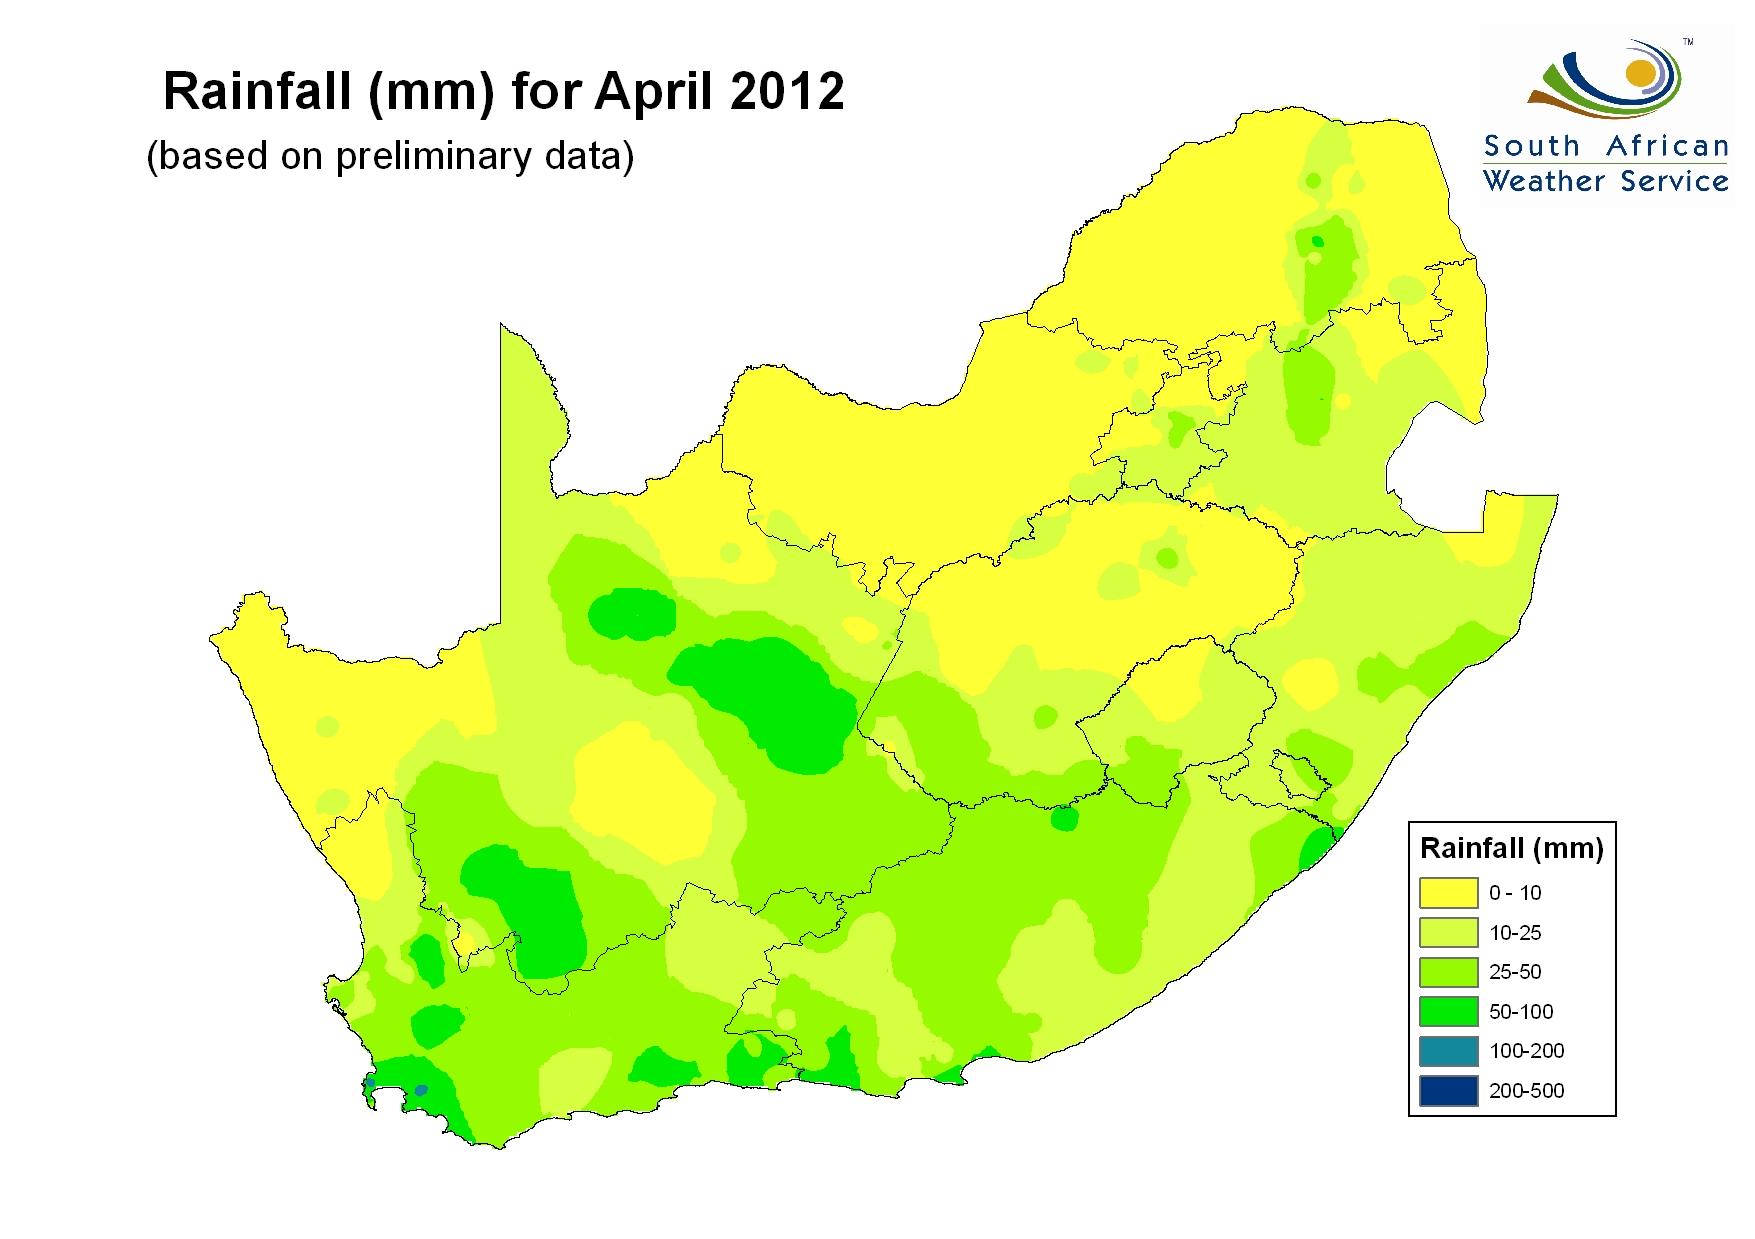 Rainfall (mm) for April 2012
(based on preliminary data)
TM
South African
Weather Service
Rainfall (mm)
0 - 10
10-25
25-50
50-100
100-200
200-500